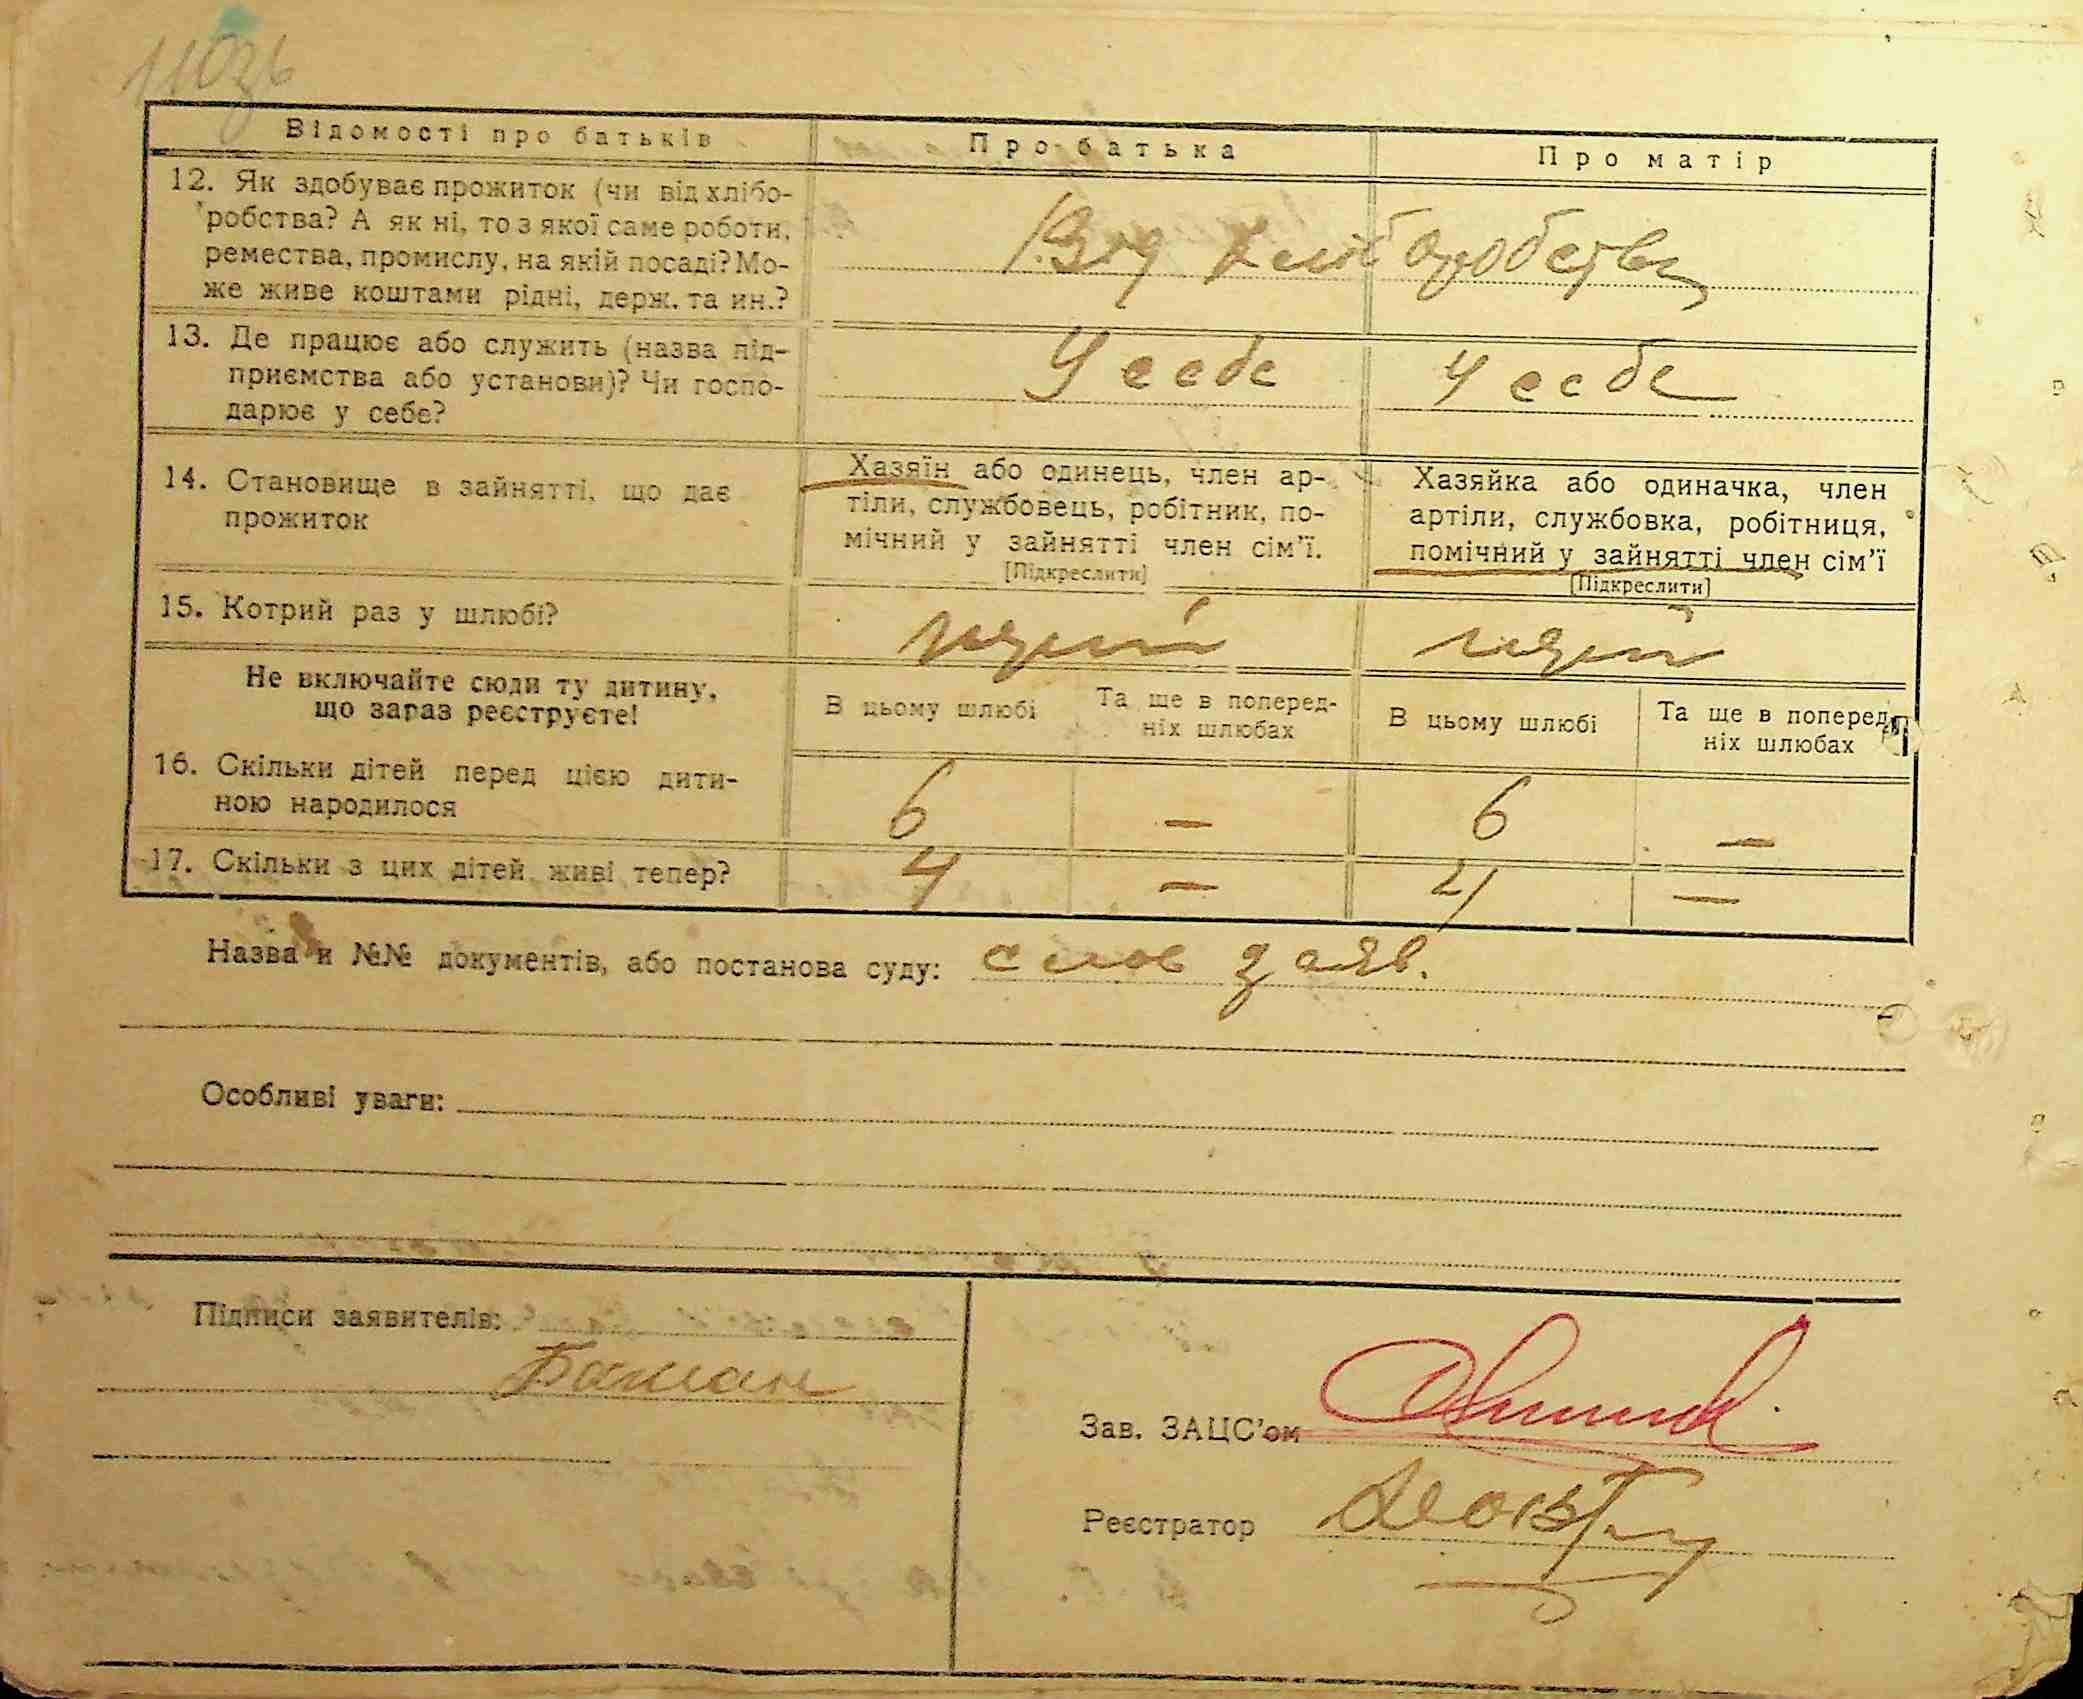 110зв
Відомості про батьків
Про батька
Про матір
12. Як здобуває прожиток (чи від хлібо-
робства? А як ні, то з якої саме роботи,
ремества, промислу, на якій посаді? Мо-
же живе коштами рідні, держ. та ин.?
Від хліборобства
13. Де працює або служить (назва під-
приємства або установи)? Чи госпо-
дарює у себе?
У себе
У себе
14. Становище в зайнятті, що дає
прожиток
Хазяїн або одинець, член ар-
тіли, службовець, робітник, по-
мічний у зайнятті член сім'ї.
[Підкреслити]
Хазяйка або одиначка, член
артіли, службовка, робітниця,
помічний у зайнятті член сім'ї
[Підкреслити]
15. Котрий раз у шлюбі?
Не включайте сюди ту дитину,
що зараз реєструєте!
В цьому шлюбі
Та ще в поперед-
ніх шлюбах
В цьому шлюбі
Та ще в поперед-
ніх шлюбах
16. Скільки дітей перед цією дити-
ною народилося
6 — 6 —
17. Скільки з цих дітей живі тепер?
4 — 4 —
Назва и №№ документів, або постанова суду: слов заяв.
Особливі уваги:
Підписи заявителів:
Бакман
Зав. ЗАЦС'ом
Реєстратор